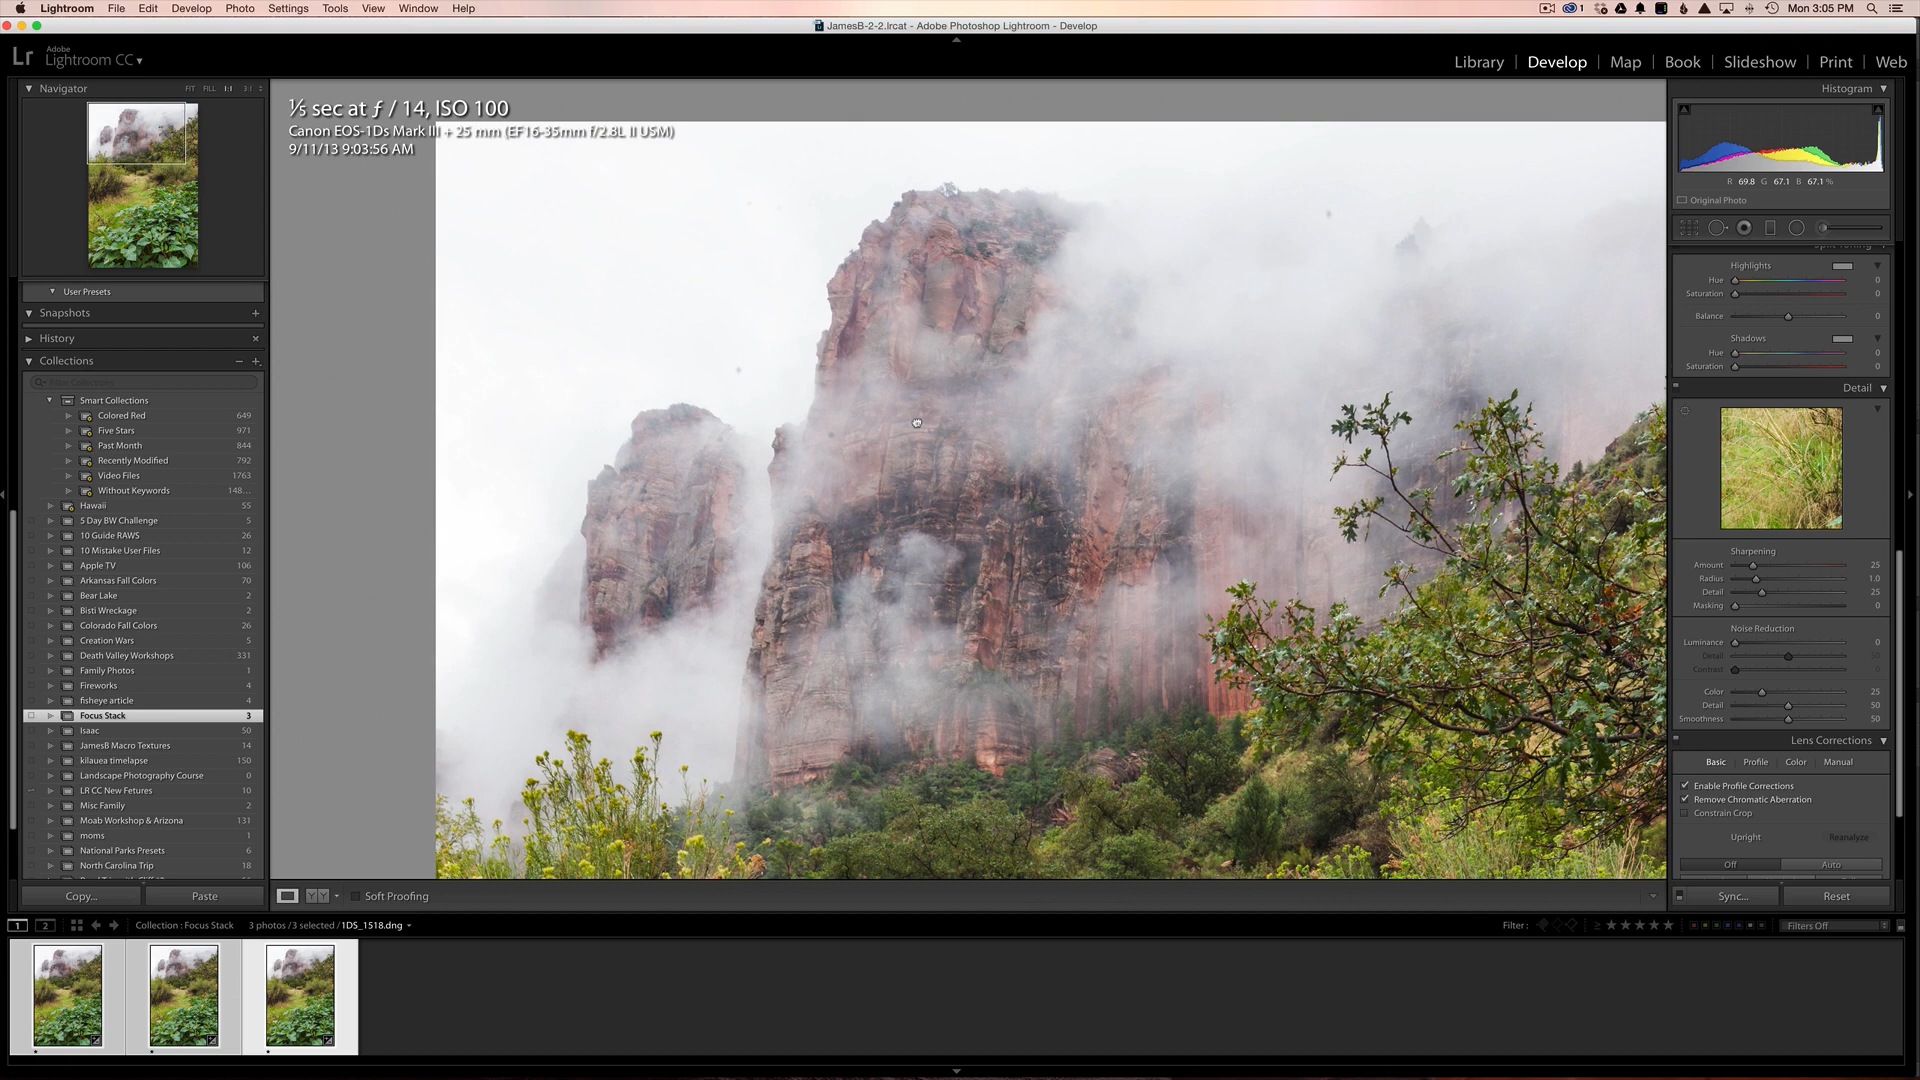 Lightroom File Edit Develop Photo Settings Tools View Window Help
1 Mon 3:05 PM
JamesB-2-2.lrcat - Adobe Photoshop Lightroom - Develop
Lr Adobe
Lightroom CC
Library | Develop | Map | Book | Slideshow | Print | Web
Navigator FIT FILL 1:1 3:1
User Presets
Snapshots +
History ×
Collections − +
Filter Collections
Smart Collections
Colored Red 649
Five Stars 971
Past Month 844
Recently Modified 792
Video Files 1763
Without Keywords 148...
Hawaii 55
5 Day BW Challenge 5
10 Guide RAWS 26
10 Mistake User Files 12
Apple TV 106
Arkansas Fall Colors 70
Bear Lake 2
Bisti Wreckage 2
Colorado Fall Colors 26
Creation Wars 5
Death Valley Workshops 331
Family Photos 1
Fireworks 4
fisheye article 4
Focus Stack 3
Isaac 50
JamesB Macro Textures 14
kilauea timelapse 150
Landscape Photography Course 0
LR CC New Fetures 10
Misc Family 2
Moab Workshop & Arizona 131
moms 1
National Parks Presets 6
North Carolina Trip 18
Copy... Paste
⅕ sec at ƒ / 14, ISO 100
Canon EOS-1Ds Mark III + 25 mm (EF16-35mm f/2.8L II USM)
9/11/13 9:03:56 AM
Soft Proofing
Histogram
R 69.8 G 67.1 B 67.1 %
Original Photo
Split Toning
Highlights
Hue 0
Saturation 0
Balance 0
Shadows
Hue 0
Saturation 0
Detail
Sharpening
Amount 25
Radius 1.0
Detail 25
Masking 0
Noise Reduction
Luminance 0
Detail 50
Contrast 0
Color 25
Detail 50
Smoothness 50
Lens Corrections
Basic Profile Color Manual
Enable Profile Corrections
Remove Chromatic Aberration
Constrain Crop
Upright Reanalyze
Off Auto
Sync... Reset
1 2 Collection : Focus Stack 3 photos /3 selected /1DS_1518.dng Filter : Filters Off